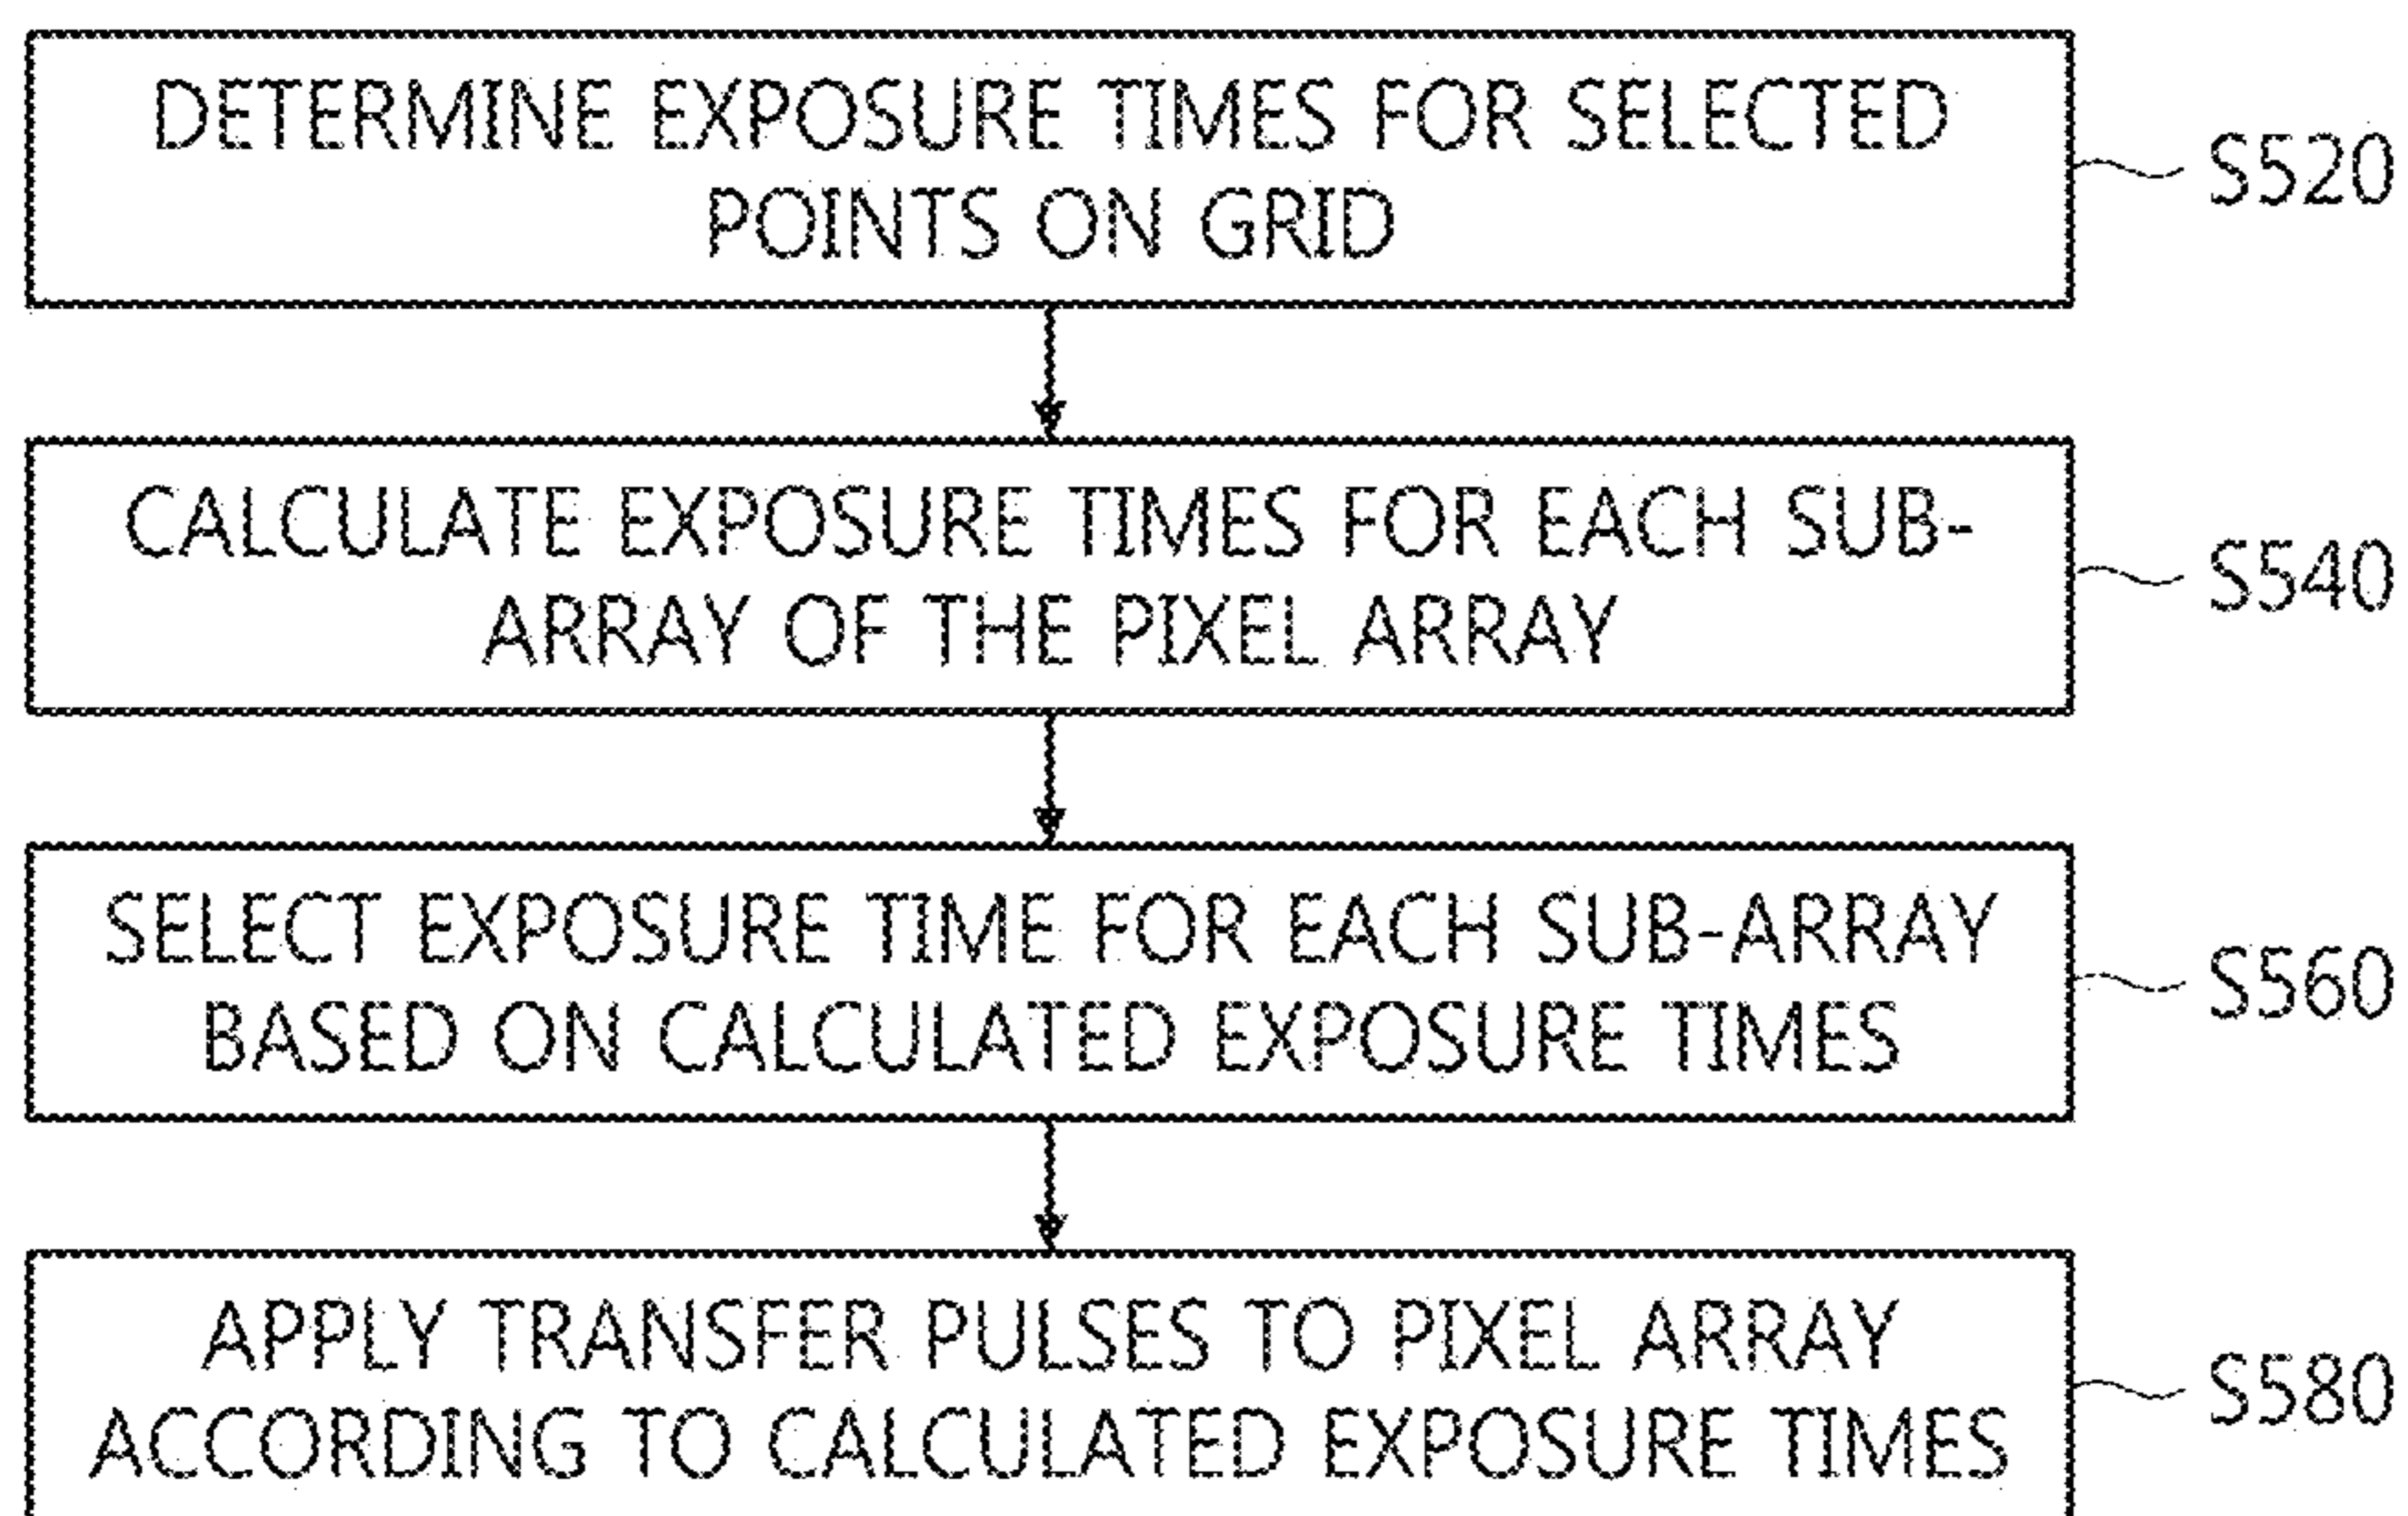 DETERMINE EXPOSURE TIMES FOR SELECTED
POINTS ON GRID
S520
CALCULATE EXPOSURE TIMES FOR EACH SUB-
ARRAY OF THE PIXEL ARRAY
S540
SELECT EXPOSURE TIME FOR EACH SUB-ARRAY
BASED ON CALCULATED EXPOSURE TIMES
S560
APPLY TRANSFER PULSES TO PIXEL ARRAY
ACCORDING TO CALCULATED EXPOSURE TIMES
S580